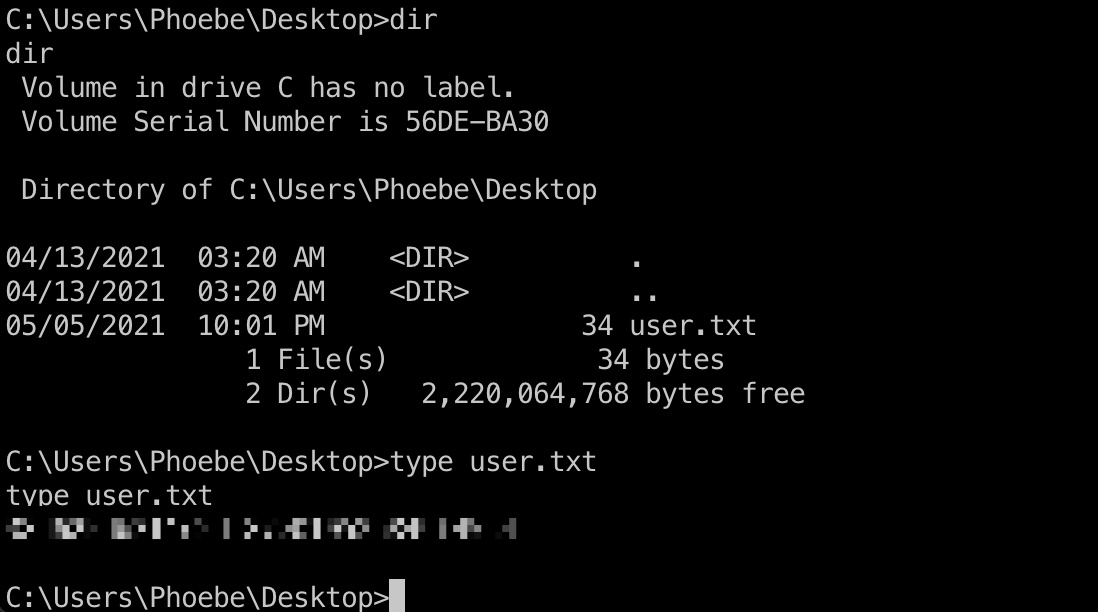 C:\Users\Phoebe\Desktop>dir
dir
 Volume in drive C has no label.
 Volume Serial Number is 56DE-BA30

 Directory of C:\Users\Phoebe\Desktop

04/13/2021  03:20 AM    <DIR>          .
04/13/2021  03:20 AM    <DIR>          ..
05/05/2021  10:01 PM                34 user.txt
               1 File(s)             34 bytes
               2 Dir(s)   2,220,064,768 bytes free

C:\Users\Phoebe\Desktop>type user.txt
type user.txt

C:\Users\Phoebe\Desktop>